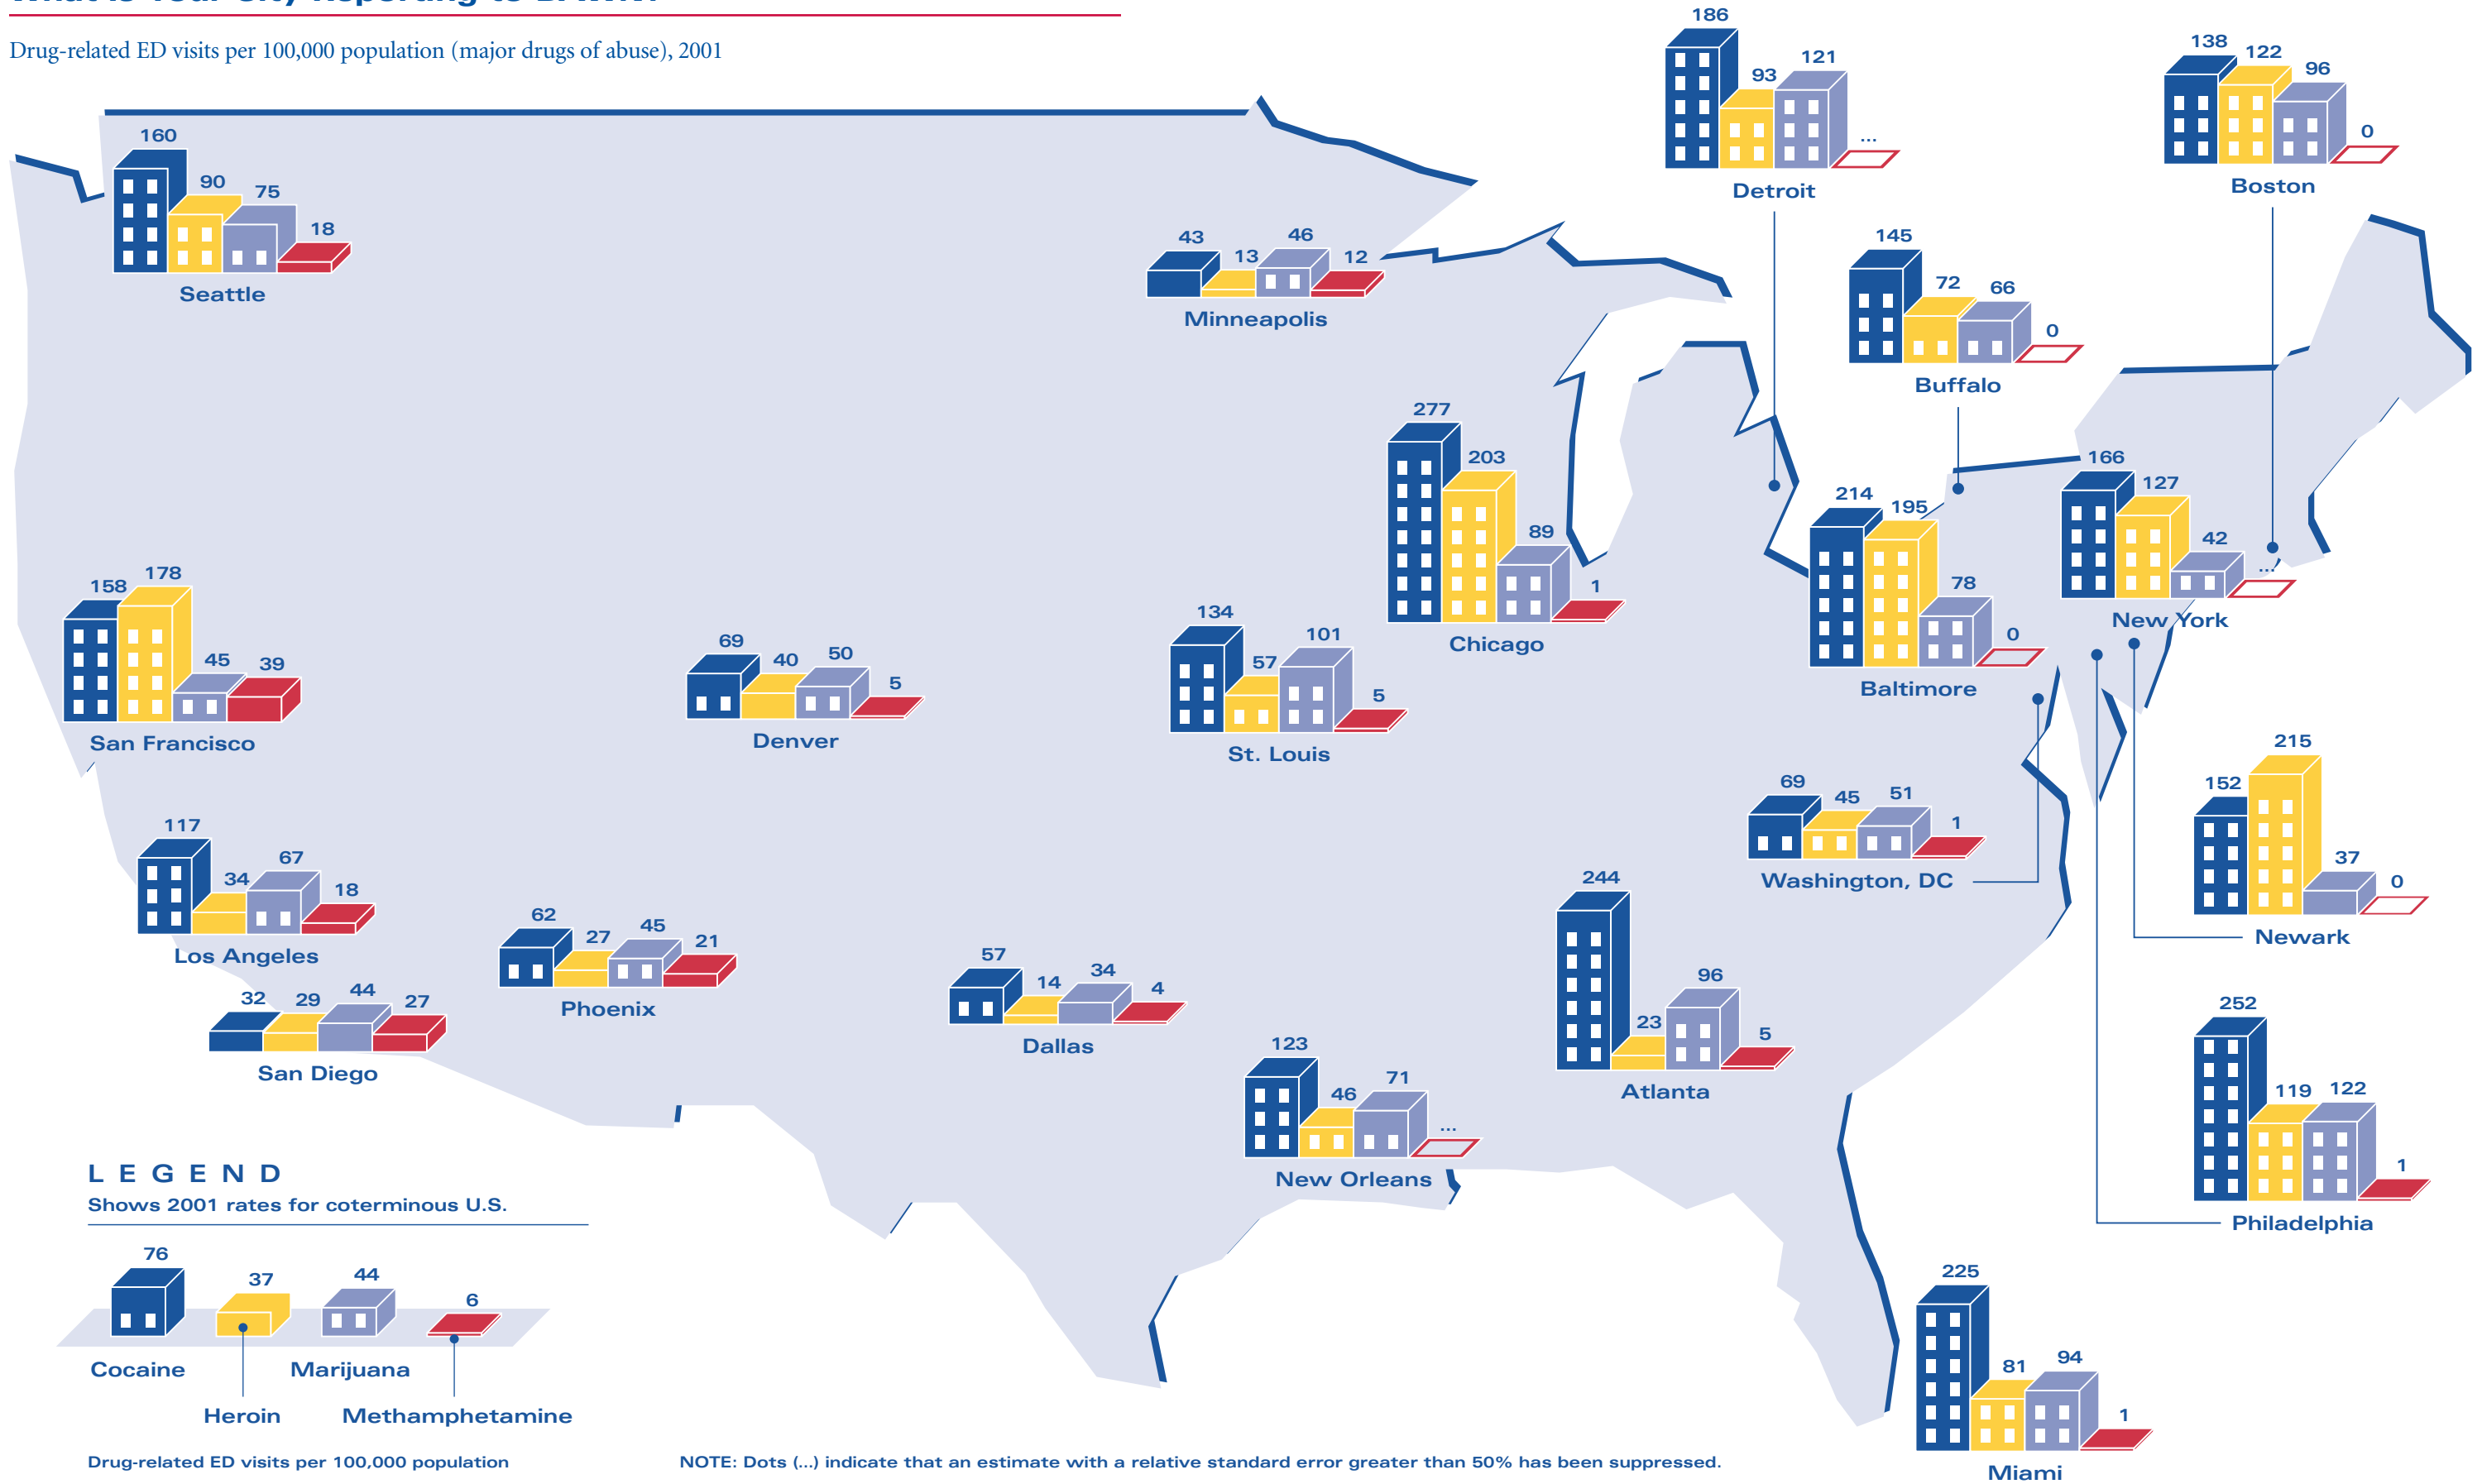 Drug-related ED visits per 100,000 population (major drugs of abuse), 2001
160
90
75
18
Seattle
43
13
46
12
Minneapolis
186
93
121
...
Detroit
138
122
96
0
Boston
145
72
66
0
Buffalo
277
203
89
1
Chicago
214
195
78
0
Baltimore
166
127
42
...
New York
158
178
45
39
San Francisco
69
40
50
5
Denver
134
57
101
5
St. Louis
69
45
51
1
Washington, DC
152
215
37
0
Newark
117
34
67
18
Los Angeles
62
27
45
21
Phoenix
57
14
34
4
Dallas
244
23
96
5
Atlanta
32
29
44
27
San Diego
123
46
71
...
New Orleans
252
119
122
1
Philadelphia
225
81
94
1
Miami
LEGEND
Shows 2001 rates for coterminous U.S.
76
37
44
6
Cocaine
Marijuana
Heroin
Methamphetamine
Drug-related ED visits per 100,000 population
NOTE: Dots (...) indicate that an estimate with a relative standard error greater than 50% has been suppressed.